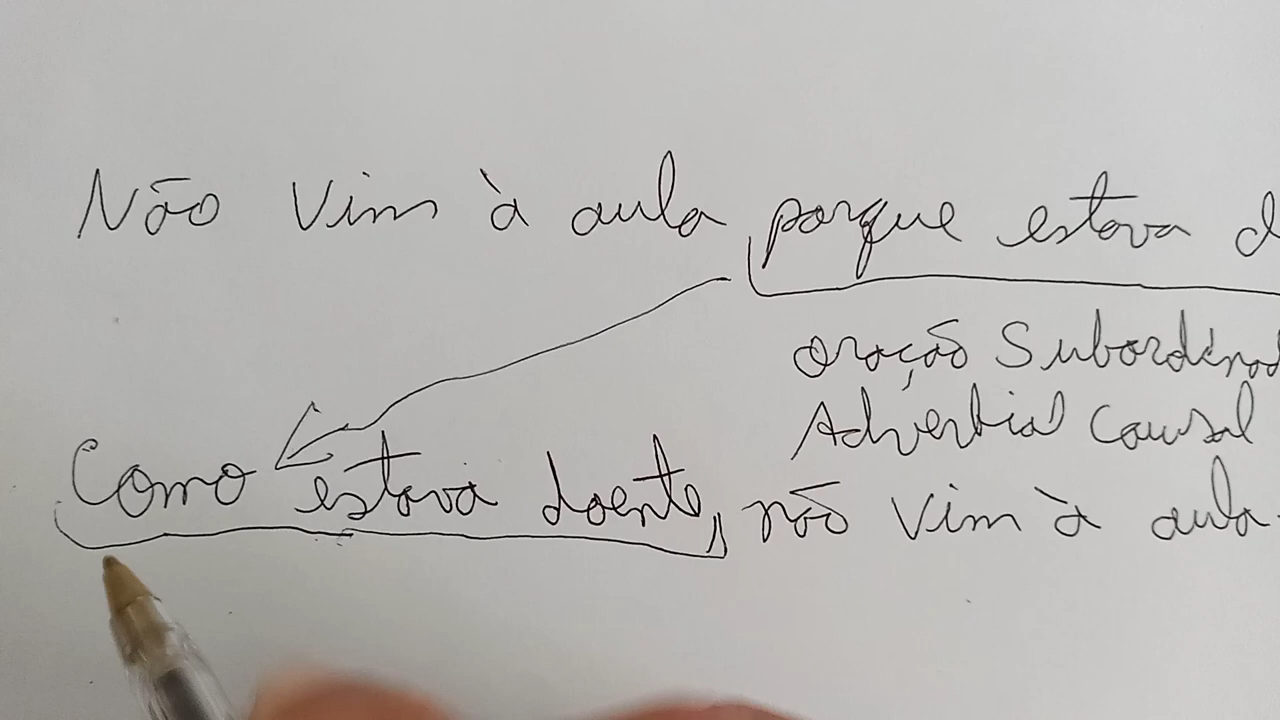 Não vim à aula porque estava d
oração Subordinad
Adverbial causal
Como estava doente, não vim à aula.